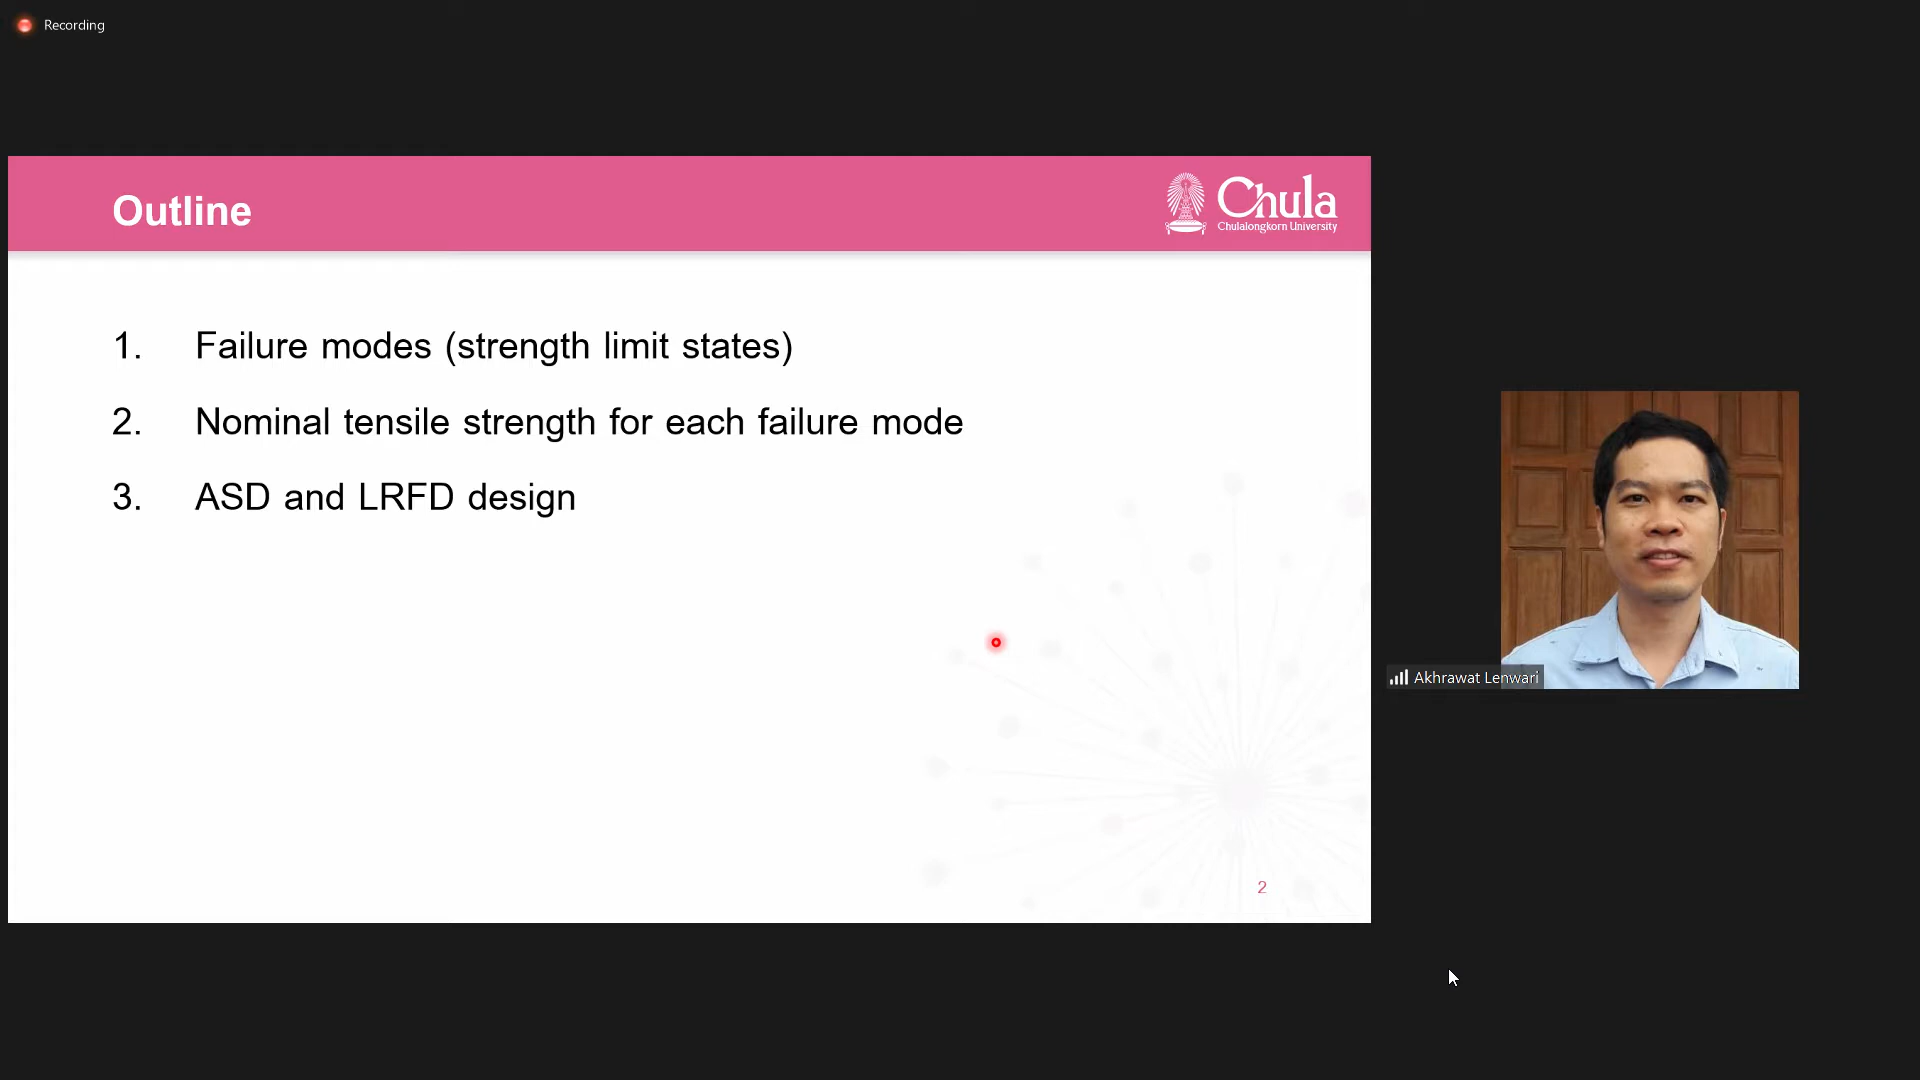 Recording
Outline
Chula
Chulalongkorn University
1. Failure modes (strength limit states)
2. Nominal tensile strength for each failure mode
3. ASD and LRFD design
Akhrawat Lenwari
2